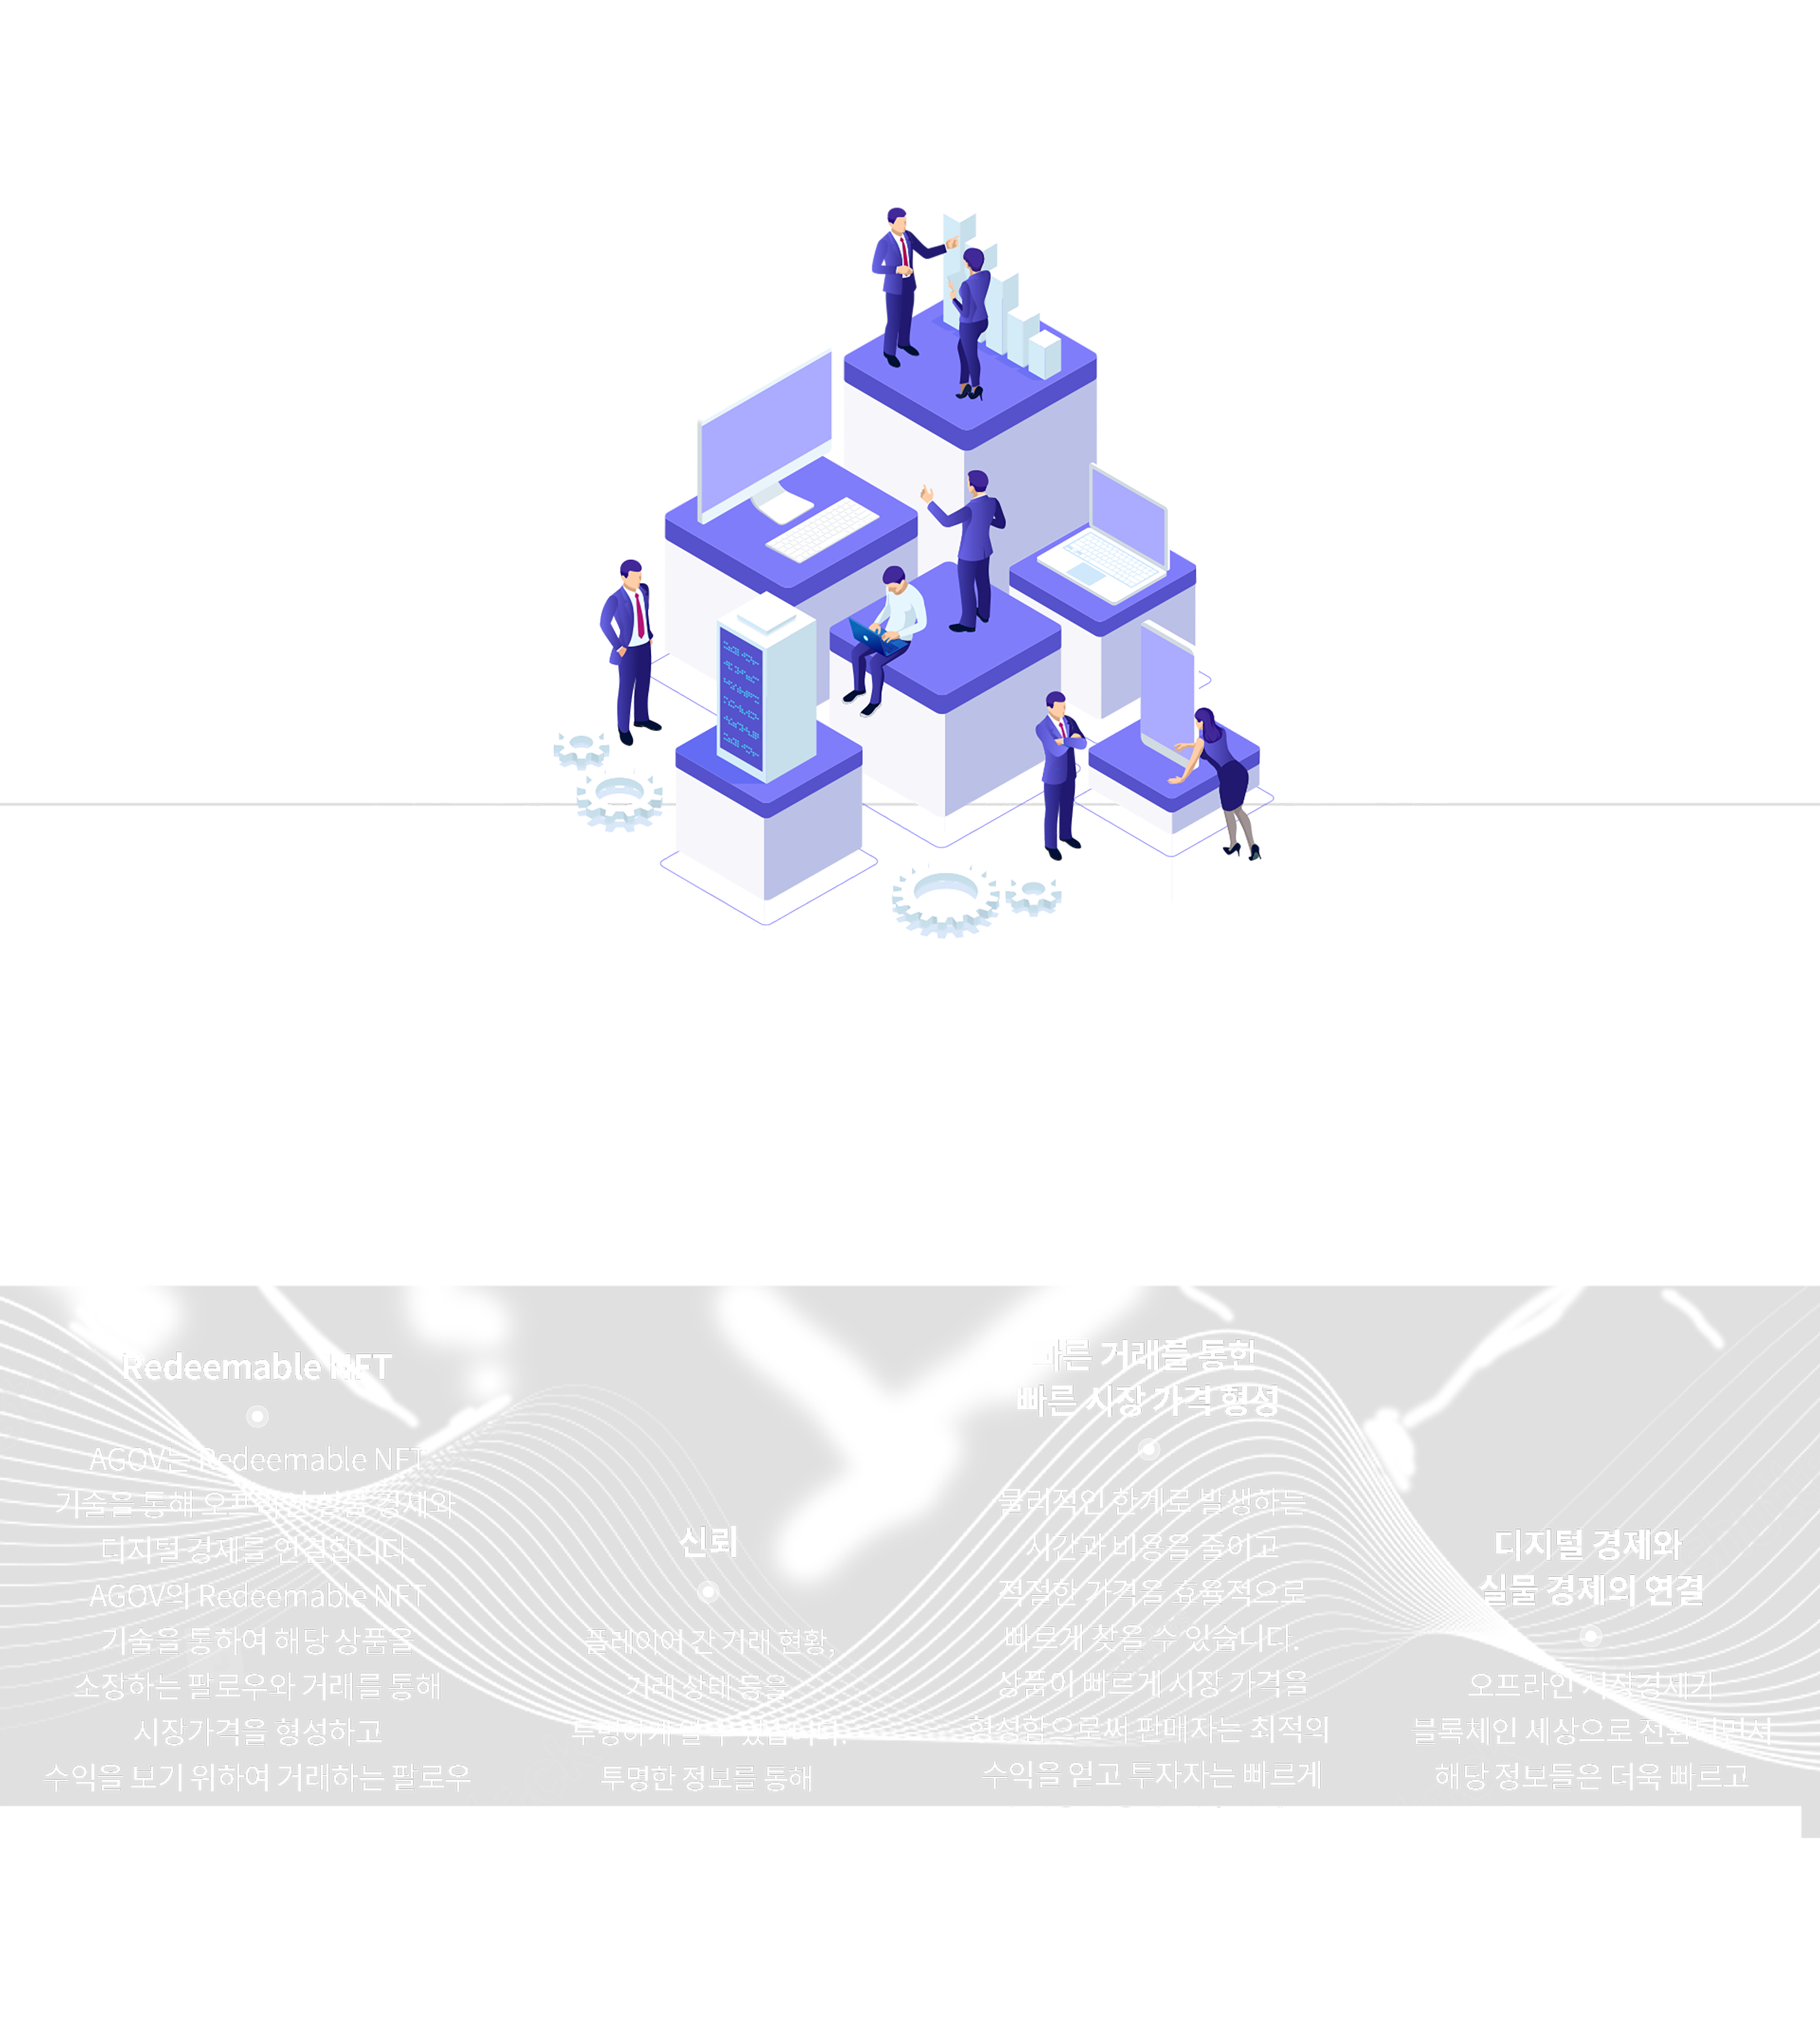 Redeemable NFT
AGOV는 Redeemable NFT
기술을 통해 오프라인 실물 경제와
디지털 경제를 연결합니다.
AGOV의 Redeemable NFT
기술을 통하여 해당 상품을
소장하는 팔로우와 거래를 통해
시장가격을 형성하고
수익을 보기 위하여 거래하는 팔로우
신뢰
플레이어 간 거래 현황,
거래 상태 등을
투명하게 알 수 있습니다.
투명한 정보를 통해
빠른 거래를 통한
빠른 시장 가격 형성
물리적인 한계로 발생하는
시간과 비용을 줄이고
적절한 가격을 효율적으로
빠르게 찾을 수 있습니다.
상품이 빠르게 시장 가격을
형성함으로써 판매자는 최적의
수익을 얻고 투자자는 빠르게
디지털 경제와
실물 경제의 연결
오프라인 시장경제가
블록체인 세상으로 전환되면서
해당 정보들은 더욱 빠르고